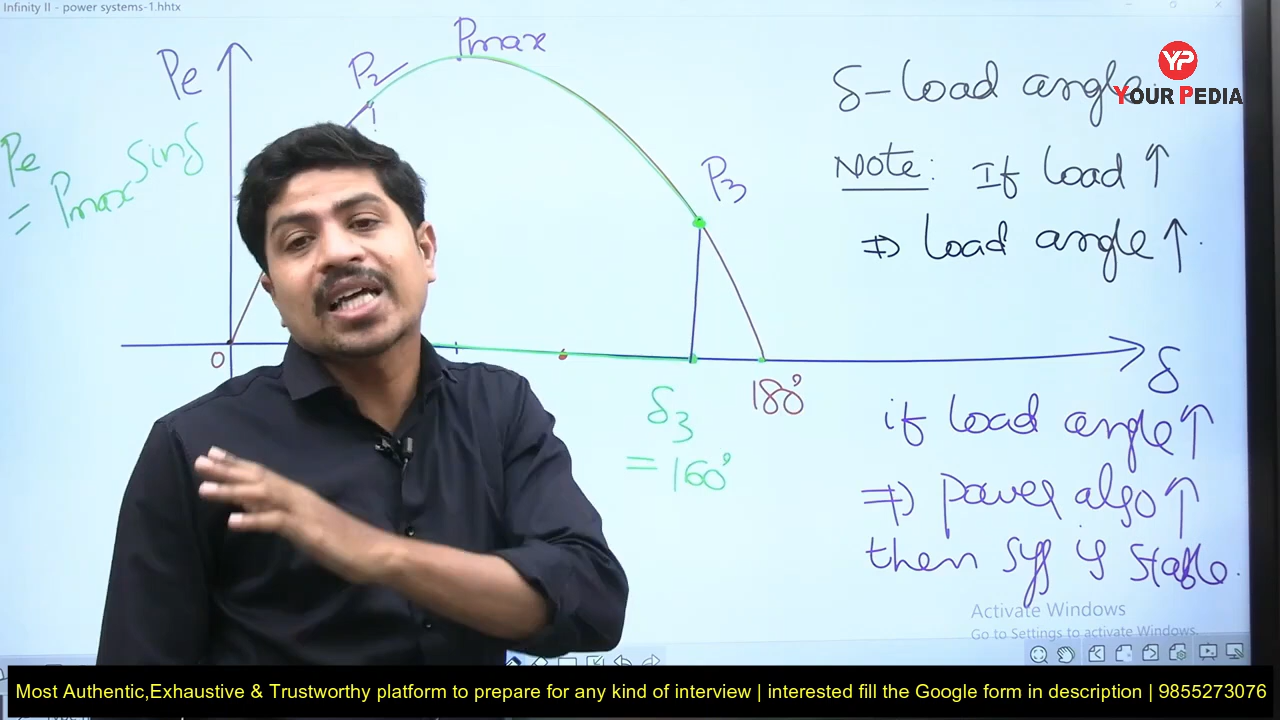 Infinity II - power systems-1.hhtx
Pe
P2
Pmax
Pe
= Pmax sinδ
P3
0
δ3
= 160°
180°
δ
δ-Load angle
YP
YOUR PEDIA
Note: If Load ↑
⇒ Load angle ↑.
if Load angle ↑
⇒ power also ↑
then sys is stable.
Activate Windows
Go to Settings to activate Windows.
Most Authentic,Exhaustive & Trustworthy platform to prepare for any kind of interview | interested fill the Google form in description | 9855273076